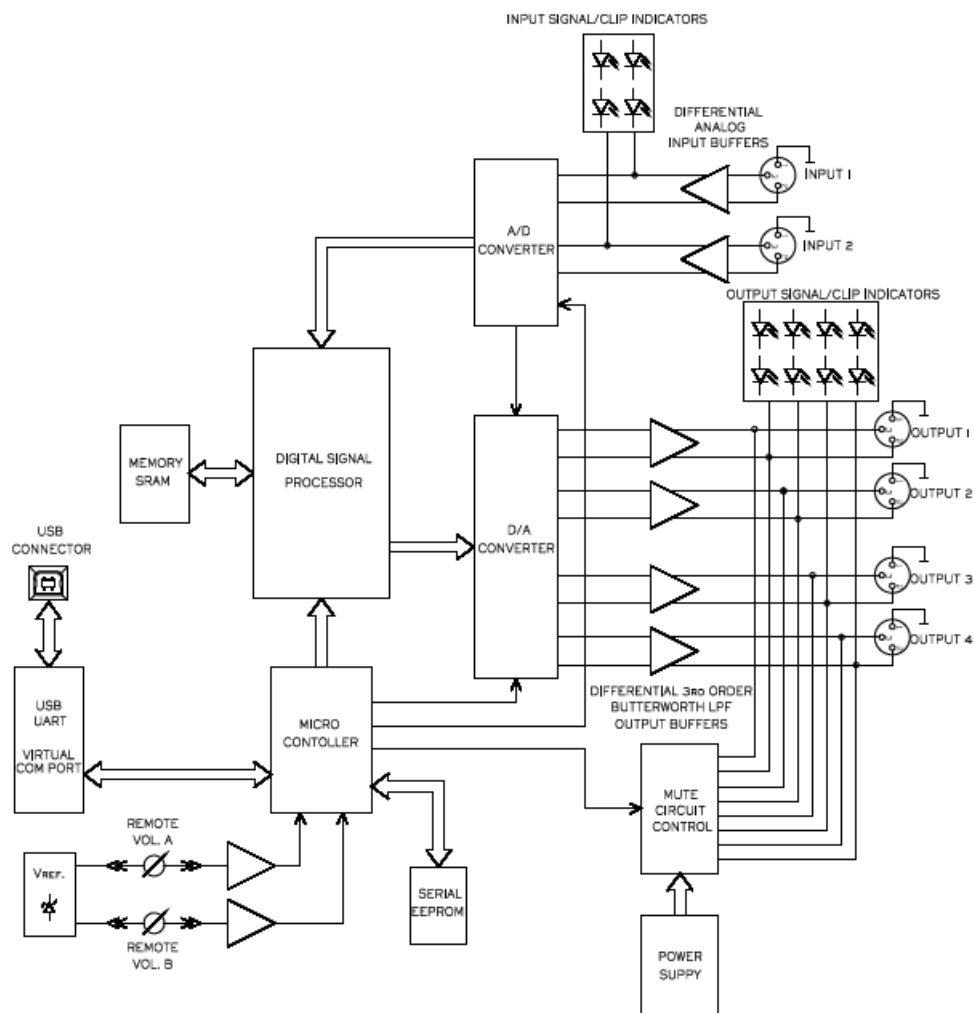 INPUT SIGNAL/CLIP INDICATORS
DIFFERENTIAL
ANALOG
INPUT BUFFERS
INPUT 1
A/D
CONVERTER
INPUT 2
OUTPUT SIGNAL/CLIP INDICATORS
DIGITAL SIGNAL
PROCESSOR
MEMORY
SRAM
OUTPUT 1
OUTPUT 2
D/A
CONVERTER
USB
CONNECTOR
OUTPUT 3
OUTPUT 4
USB
UART
VIRTUAL
COM PORT
MICRO
CONTOLLER
DIFFERENTIAL 3RD ORDER
BUTTERWORTH LPF
OUTPUT BUFFERS
MUTE
CIRCUIT
CONTROL
REMOTE
VOL. A
VREF.
SERIAL
EEPROM
REMOTE
VOL. B
POWER
SUPPY